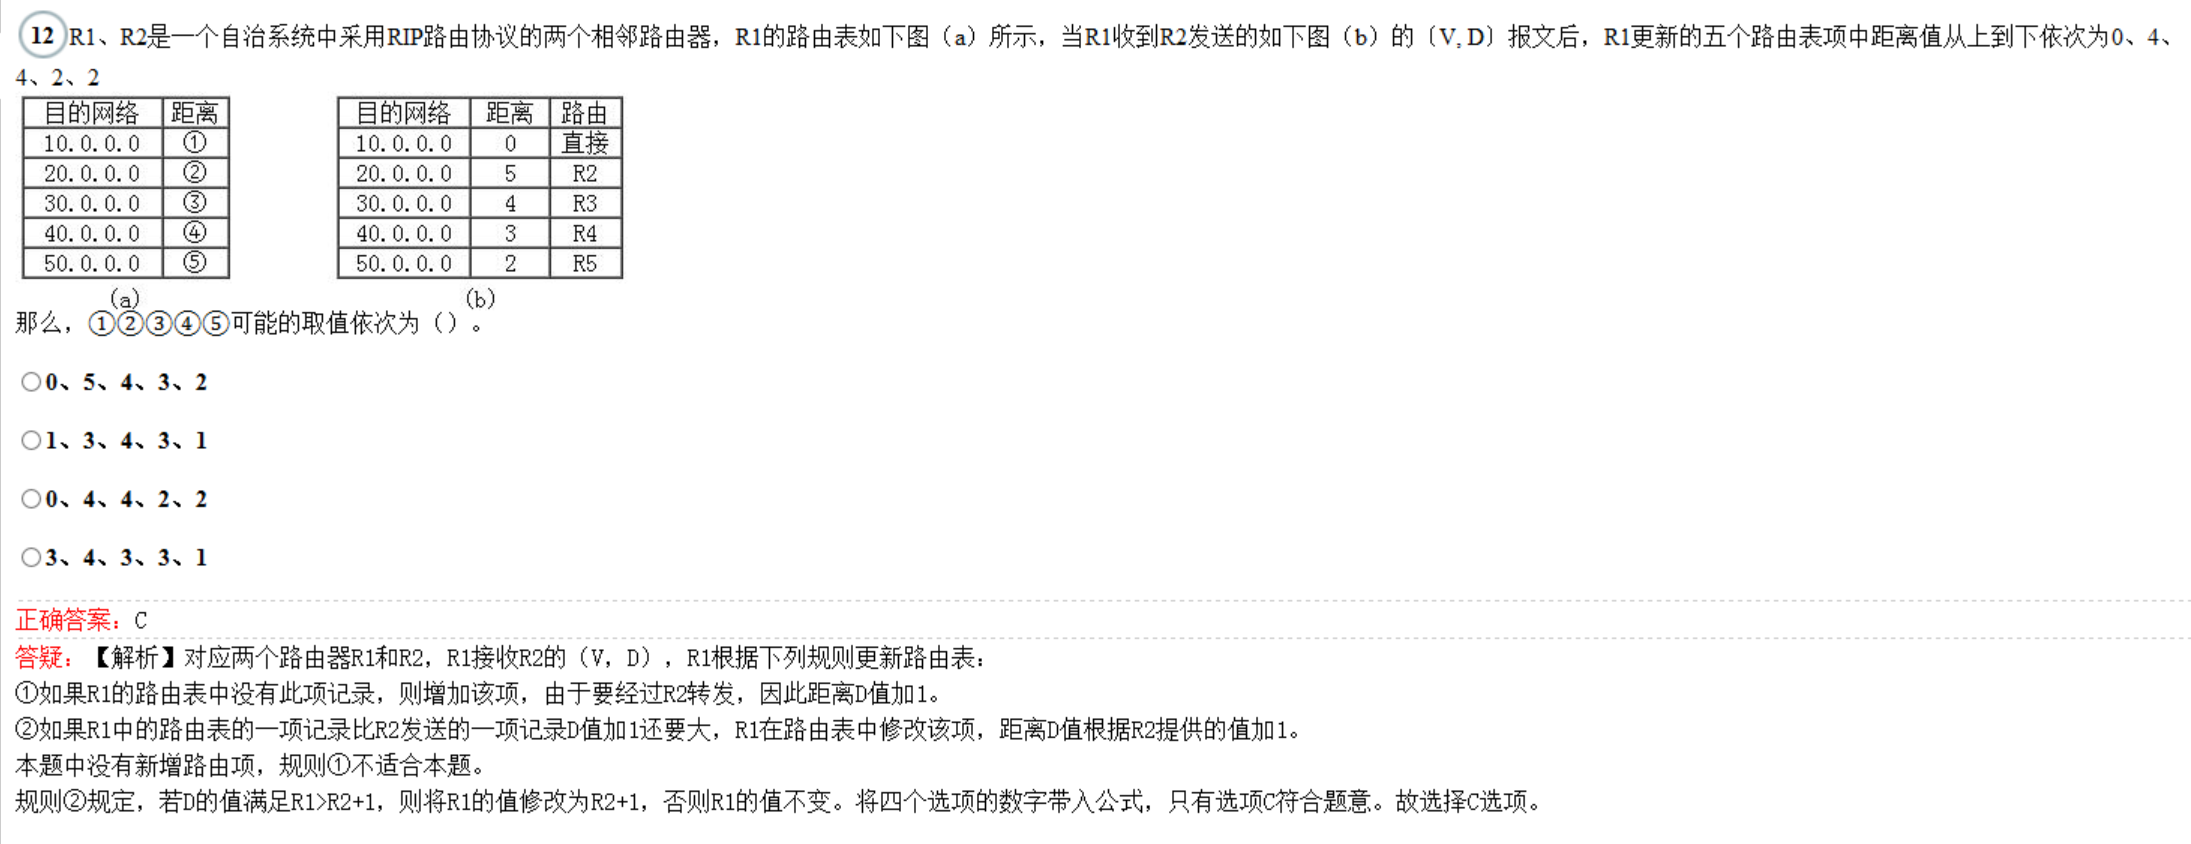 12 R1、R2是一个自治系统中采用RIP路由协议的两个相邻路由器，R1的路由表如下图（a）所示，当R1收到R2发送的如下图（b）的〔V, D〕报文后，R1更新的五个路由表项中距离值从上到下依次为0、4、
4、2、2
目的网络 距离
10.0.0.0 ①
20.0.0.0 ②
30.0.0.0 ③
40.0.0.0 ④
50.0.0.0 ⑤
(a)
目的网络 距离 路由
10.0.0.0 0 直接
20.0.0.0 5 R2
30.0.0.0 4 R3
40.0.0.0 3 R4
50.0.0.0 2 R5
(b)
那么，①②③④⑤可能的取值依次为（）。
0、5、4、3、2
1、3、4、3、1
0、4、4、2、2
3、4、3、3、1
正确答案：C
答疑：【解析】对应两个路由器R1和R2，R1接收R2的（V，D），R1根据下列规则更新路由表：
①如果R1的路由表中没有此项记录，则增加该项，由于要经过R2转发，因此距离D值加1。
②如果R1中的路由表的一项记录比R2发送的一项记录D值加1还要大，R1在路由表中修改该项，距离D值根据R2提供的值加1。
本题中没有新增路由项，规则①不适合本题。
规则②规定，若D的值满足R1>R2+1，则将R1的值修改为R2+1，否则R1的值不变。将四个选项的数字带入公式，只有选项C符合题意。故选择C选项。